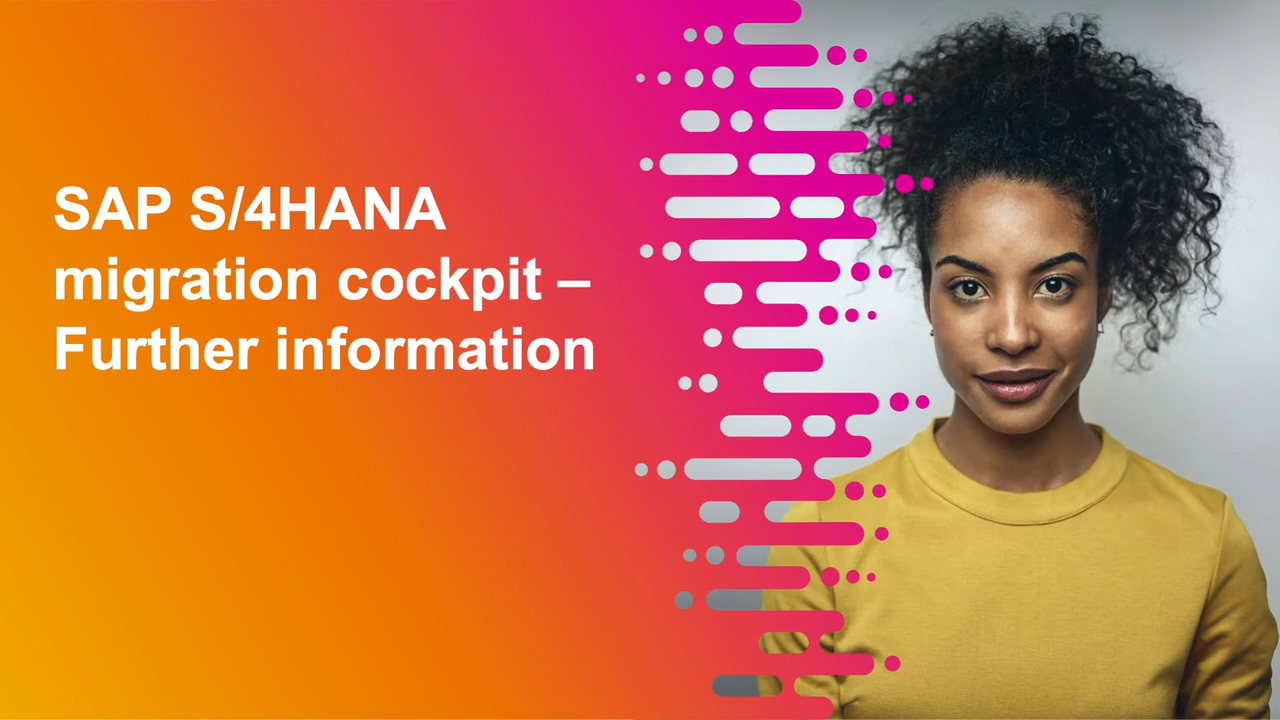 SAP S/4HANA
migration cockpit –
Further information